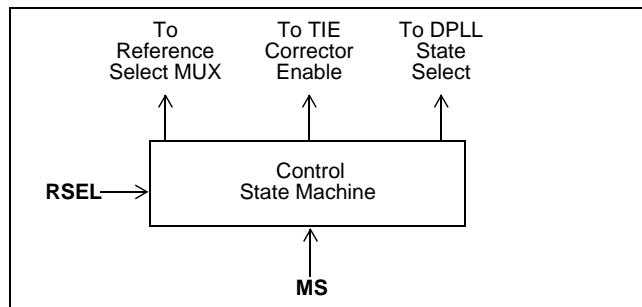 To
Reference
Select MUX
To TIE
Corrector
Enable
To DPLL
State
Select
Control
State Machine
RSEL
MS